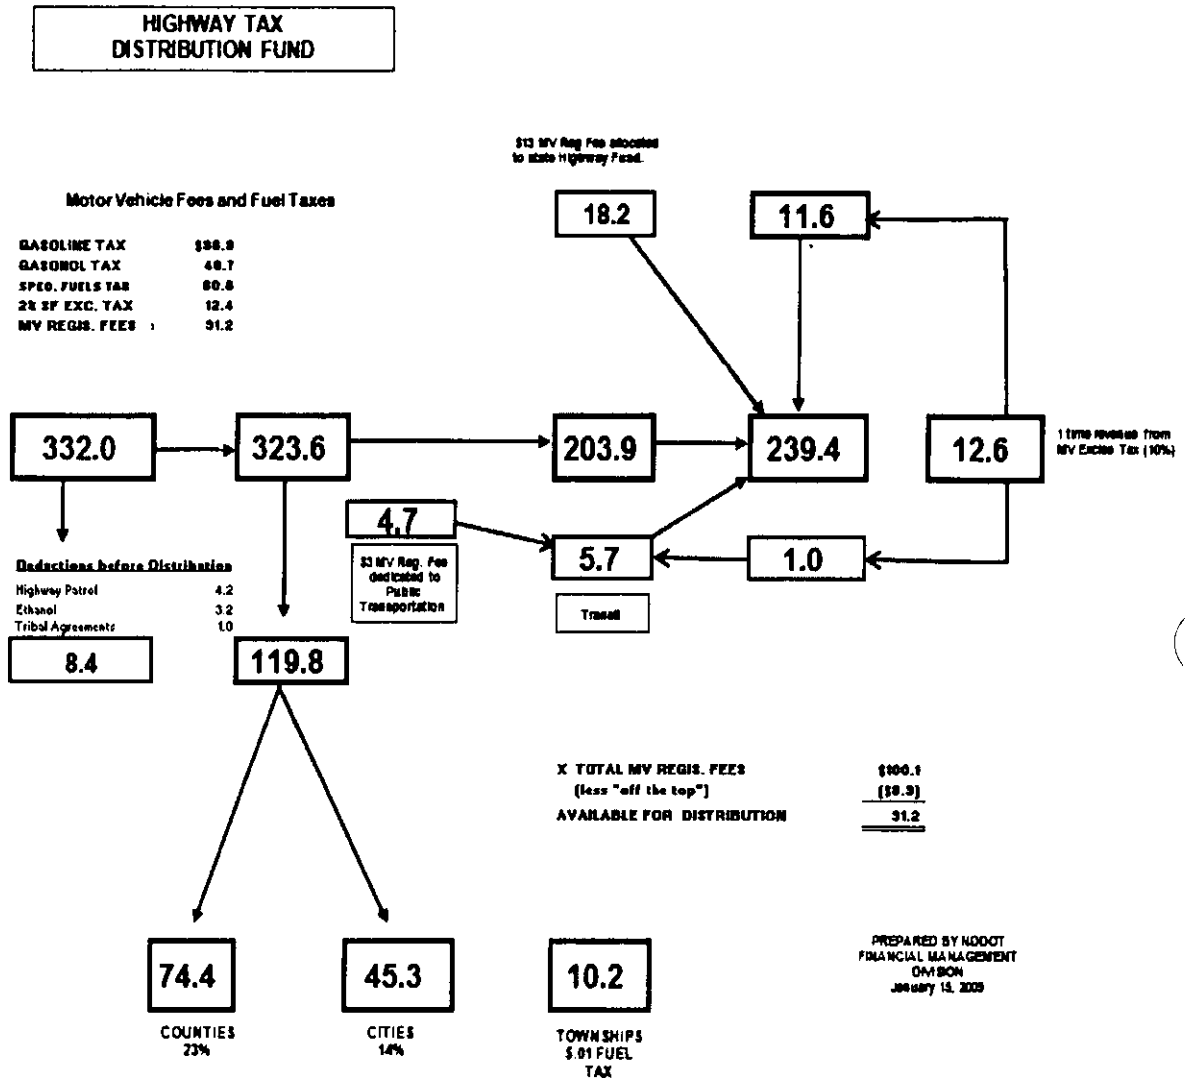 HIGHWAY TAX
DISTRIBUTION FUND
$13 MV Reg Fee allocated
to state Highway Fund.
Motor Vehicle Fees and Fuel Taxes
18.2
11.6
GASOLINE TAX
GASOHOL TAX
SPEC. FUELS TAX
2% SF EXC. TAX 12.4
MV REGIS. FEES 91.2
332.0
323.6
203.9
239.4
12.6
1 time revenue from
MV Excise Tax (10%)
4.7
5.7
1.0
$3 MV Reg. Fee
dedicated to
Public
Transportation
Transit
Deductions before Distribution
Highway Patrol 4.2
Ethanol 3.2
Tribal Agreements 1.0
8.4
119.8
X TOTAL MV REGIS. FEES $100.1
(less "off the top")
AVAILABLE FOR DISTRIBUTION 91.2
74.4
45.3
10.2
COUNTIES
23%
CITIES
14%
TOWNSHIPS
$.01 FUEL
TAX
PREPARED BY NDDOT
FINANCIAL MANAGEMENT
DIVISION
January 15, 2009